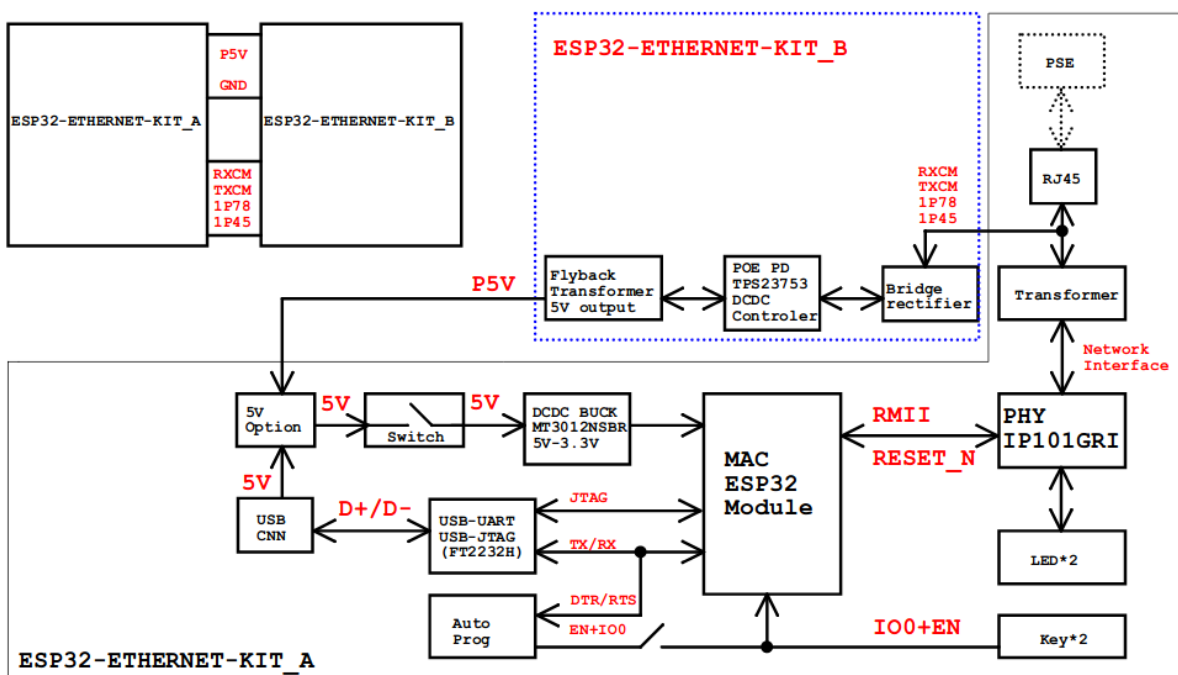 P5V
GND
ESP32-ETHERNET-KIT_A
ESP32-ETHERNET-KIT_B
RXCM
TXCM
1P78
1P45
ESP32-ETHERNET-KIT_B
PSE
RJ45
RXCM
TXCM
1P78
1P45
P5V
Flyback
Transformer
5V output
POE PD
TPS23753
DCDC
Controler
Bridge
rectifier
Transformer
Network
Interface
5V
Option
5V
Switch
5V
DCDC BUCK
MT3012NSBR
5V-3.3V
MAC
ESP32
Module
RMII
RESET_N
PHY
IP101GRI
5V
USB
CNN
D+/D-
USB-UART
USB-JTAG
(FT2232H)
JTAG
TX/RX
LED*2
DTR/RTS
Auto
Prog
EN+IO0
IO0+EN
Key*2
ESP32-ETHERNET-KIT_A